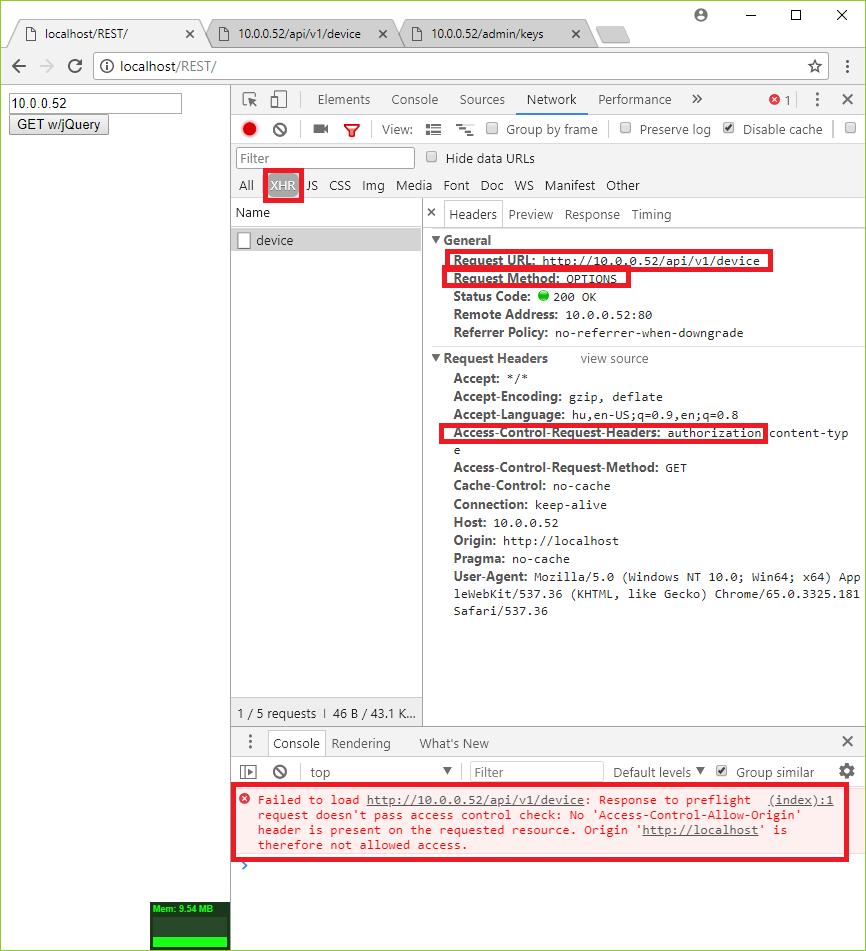 localhost/REST/
10.0.0.52/api/v1/device
10.0.0.52/admin/keys
localhost/REST/
10.0.0.52
GET w/jQuery
Elements Console Sources Network Performance 1
View: Group by frame Preserve log Disable cache
Filter Hide data URLs
All XHR JS CSS Img Media Font Doc WS Manifest Other
Name
device
1 / 5 requests | 46 B / 43.1 K...
Headers Preview Response Timing
General
Request URL: http://10.0.0.52/api/v1/device
Request Method: OPTIONS
Status Code: 200 OK
Remote Address: 10.0.0.52:80
Referrer Policy: no-referrer-when-downgrade
Request Headers view source
Accept: */*
Accept-Encoding: gzip, deflate
Accept-Language: hu,en-US;q=0.9,en;q=0.8
Access-Control-Request-Headers: authorization,content-typ
e
Access-Control-Request-Method: GET
Cache-Control: no-cache
Connection: keep-alive
Host: 10.0.0.52
Origin: http://localhost
Pragma: no-cache
User-Agent: Mozilla/5.0 (Windows NT 10.0; Win64; x64) App
leWebKit/537.36 (KHTML, like Gecko) Chrome/65.0.3325.181
Safari/537.36
Console Rendering What's New
top Filter Default levels Group similar
Failed to load http://10.0.0.52/api/v1/device: Response to preflight (index):1
request doesn't pass access control check: No 'Access-Control-Allow-Origin'
header is present on the requested resource. Origin 'http://localhost' is
therefore not allowed access.
Mem: 9.54 MB